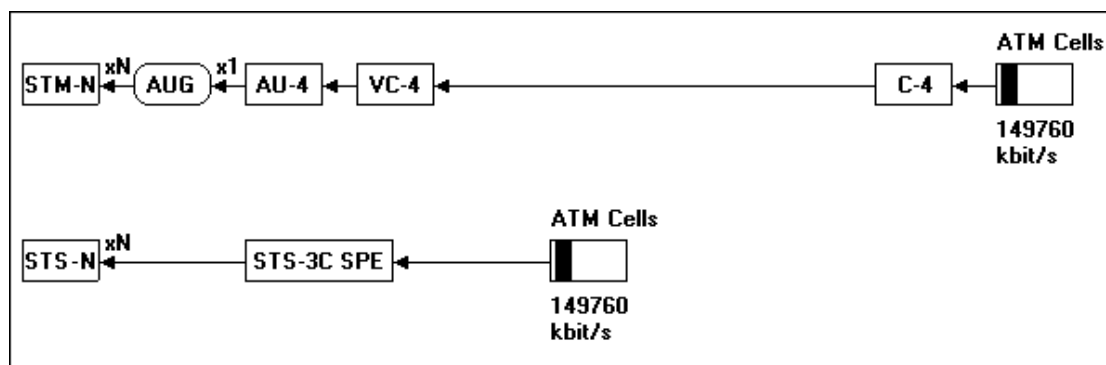 ATM Cells
xN
x1
STM-N
AUG
AU-4
VC-4
C-4
149760
kbit/s
ATM Cells
xN
STS-N
STS-3C SPE
149760
kbit/s